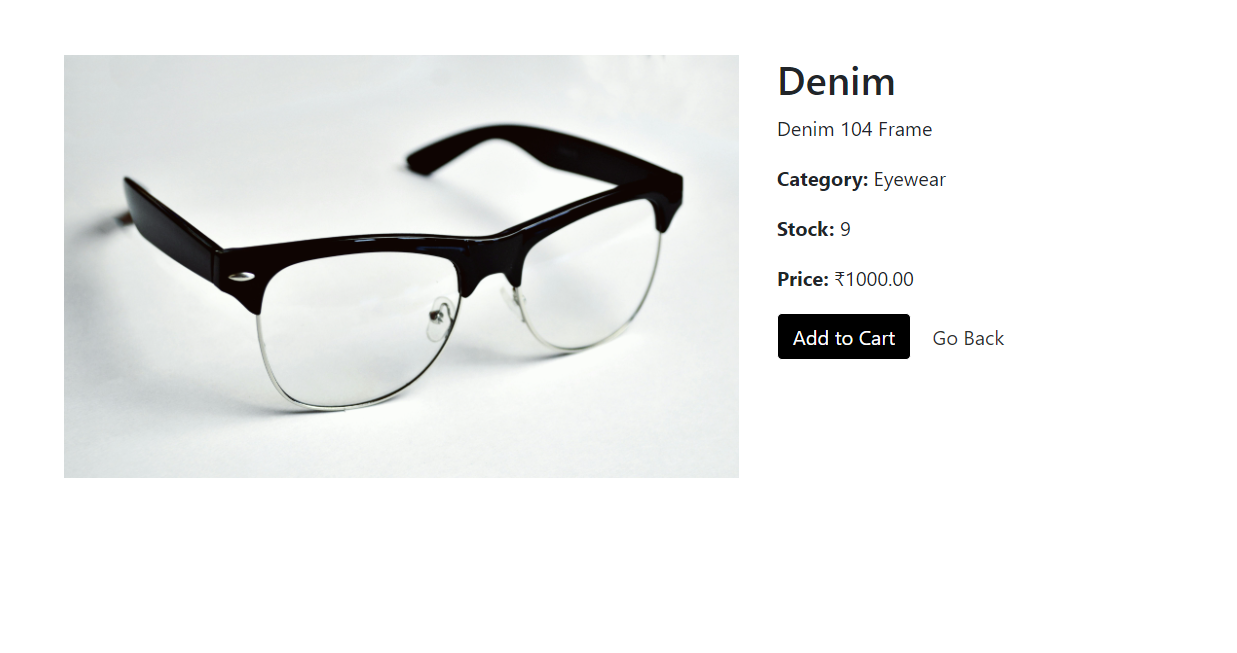 Denim
Denim 104 Frame
Category: Eyewear
Stock: 9
Price: ₹1000.00
Add to Cart Go Back